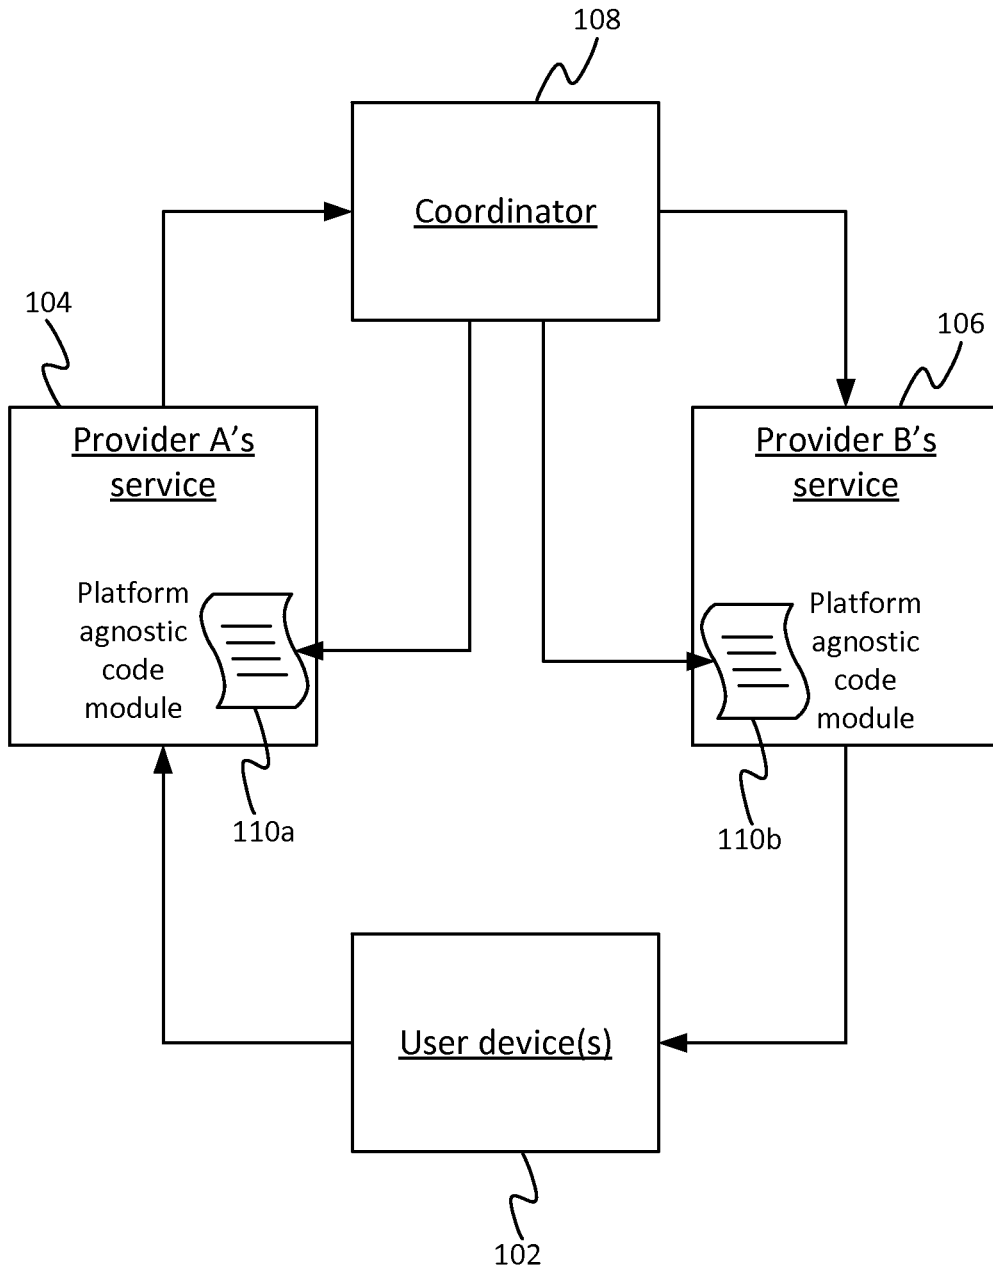 108
Coordinator
104
106
Provider A's
service
Provider B's
service
Platform
agnostic
code
module
Platform
agnostic
code
module
110a
110b
User device(s)
102